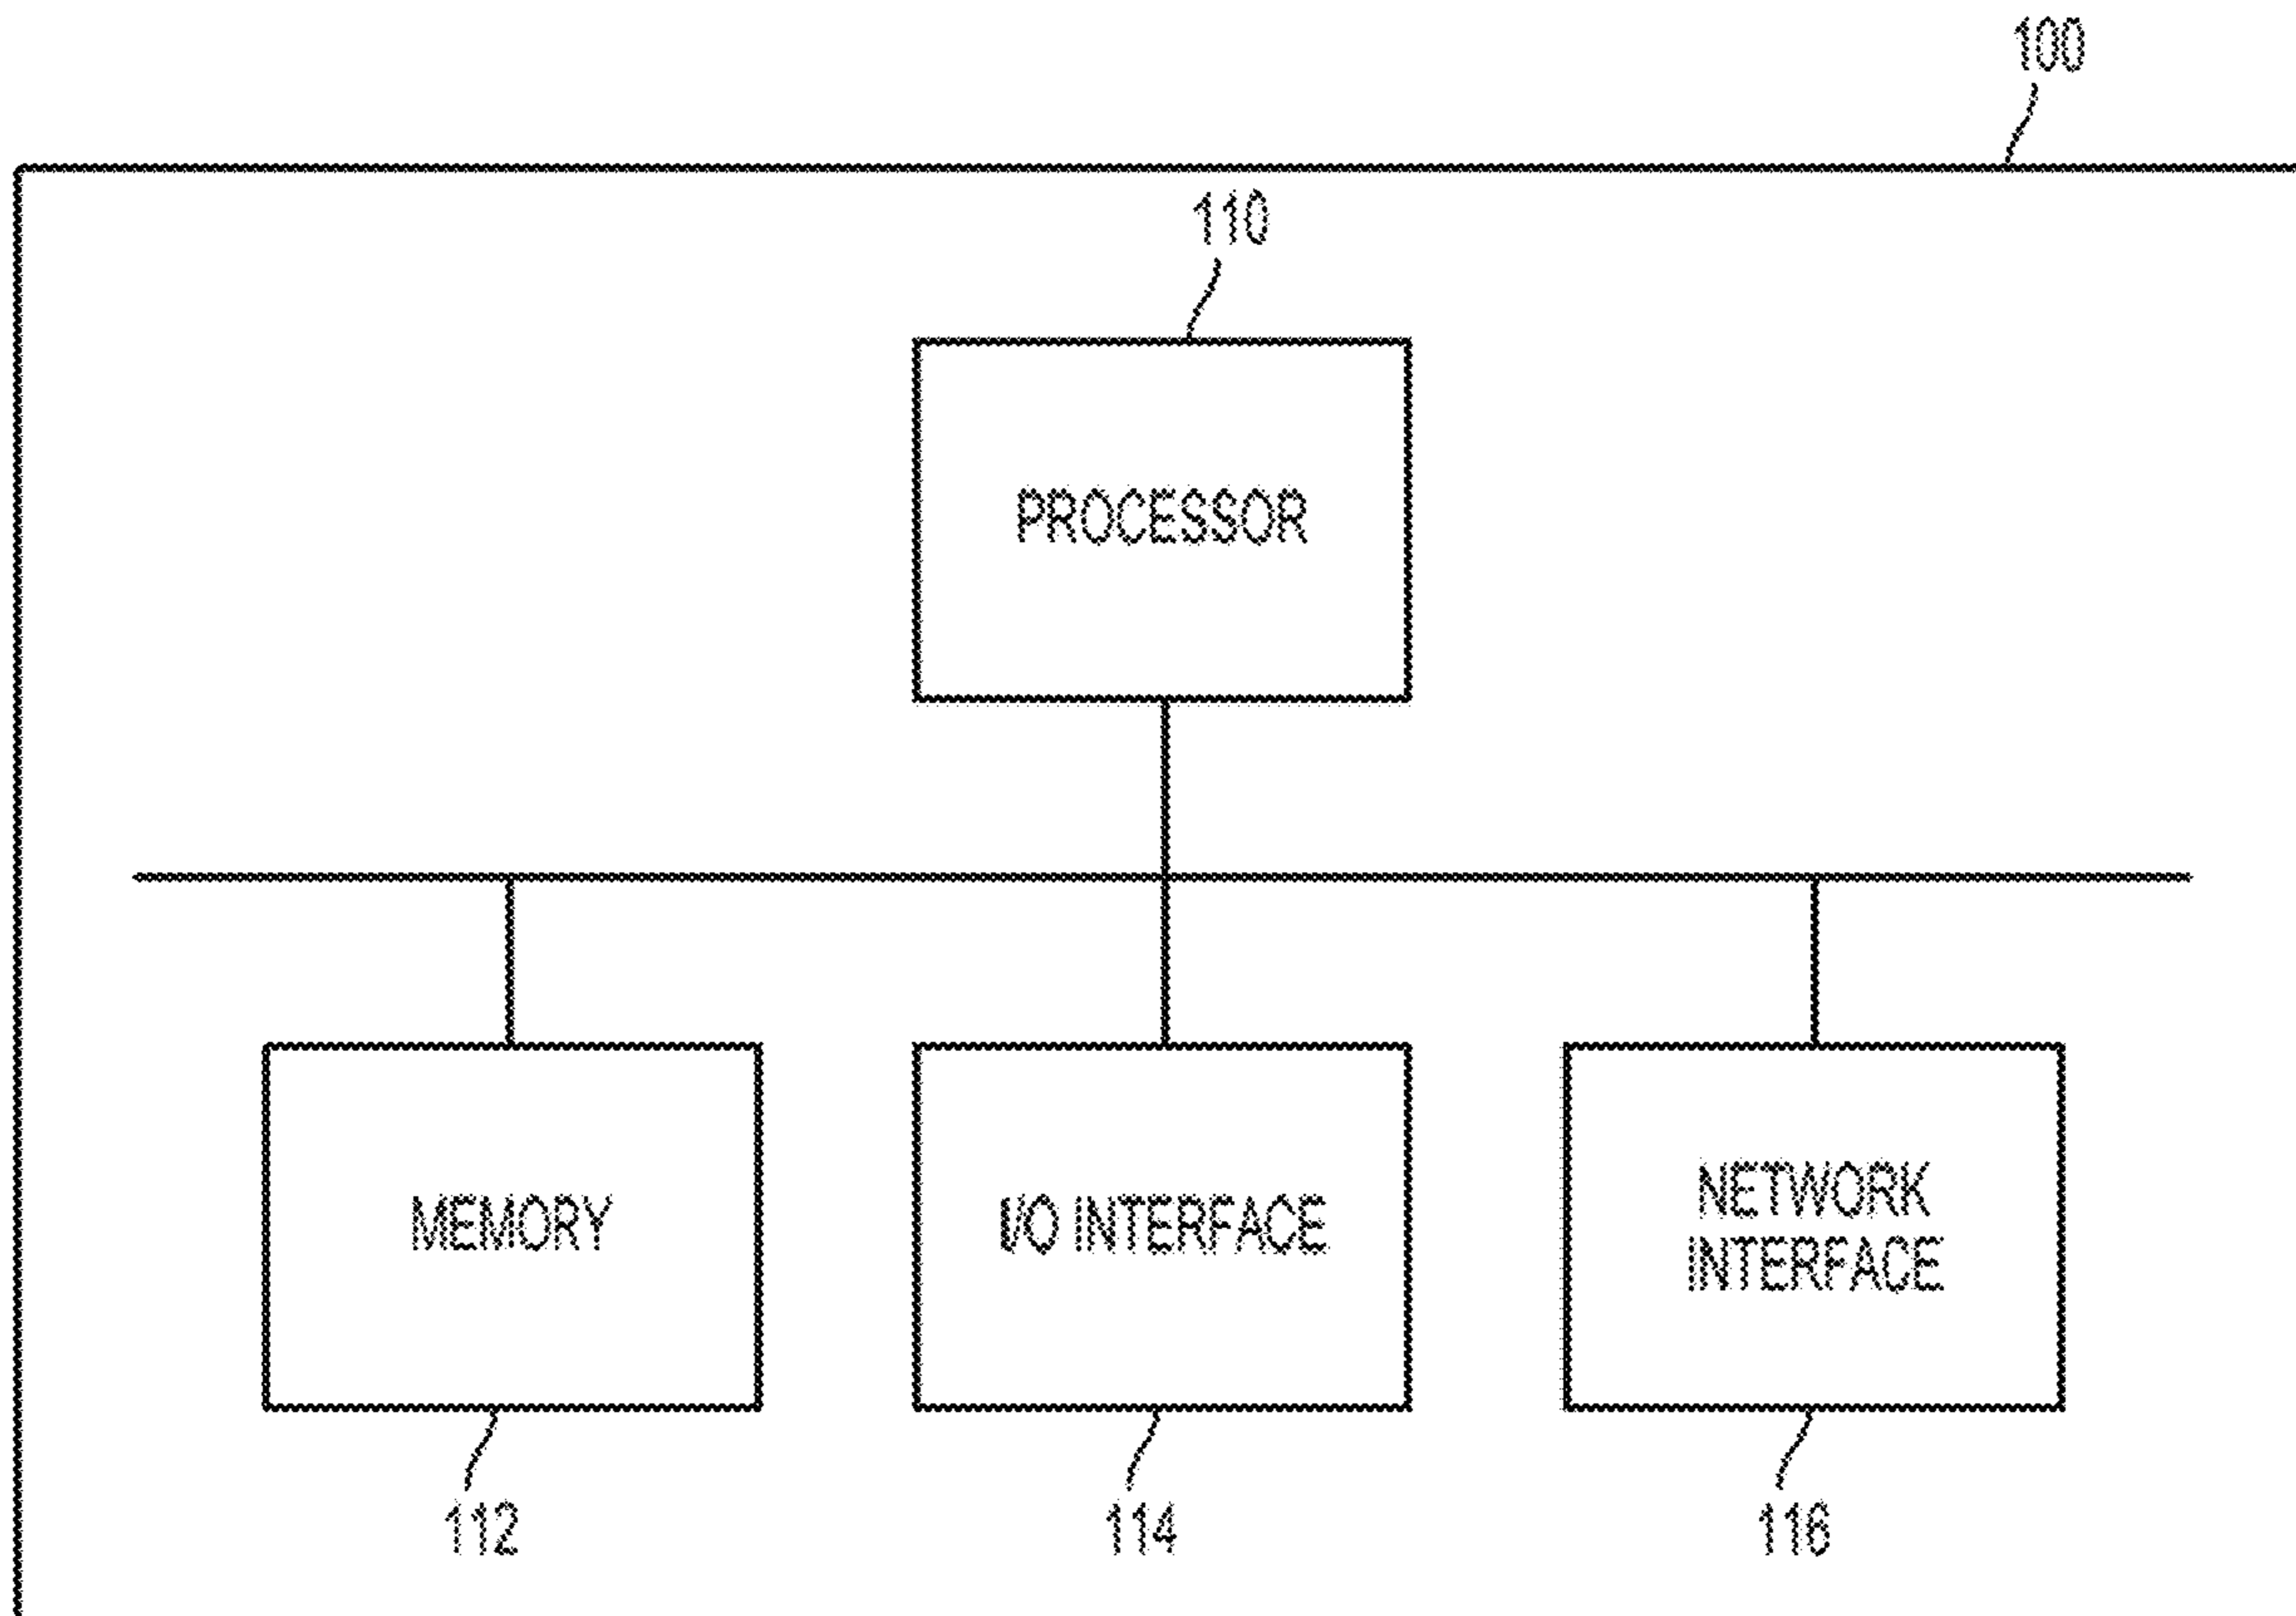 100
110
PROCESSOR
MEMORY
I/O INTERFACE
NETWORK
INTERFACE
112
114
116